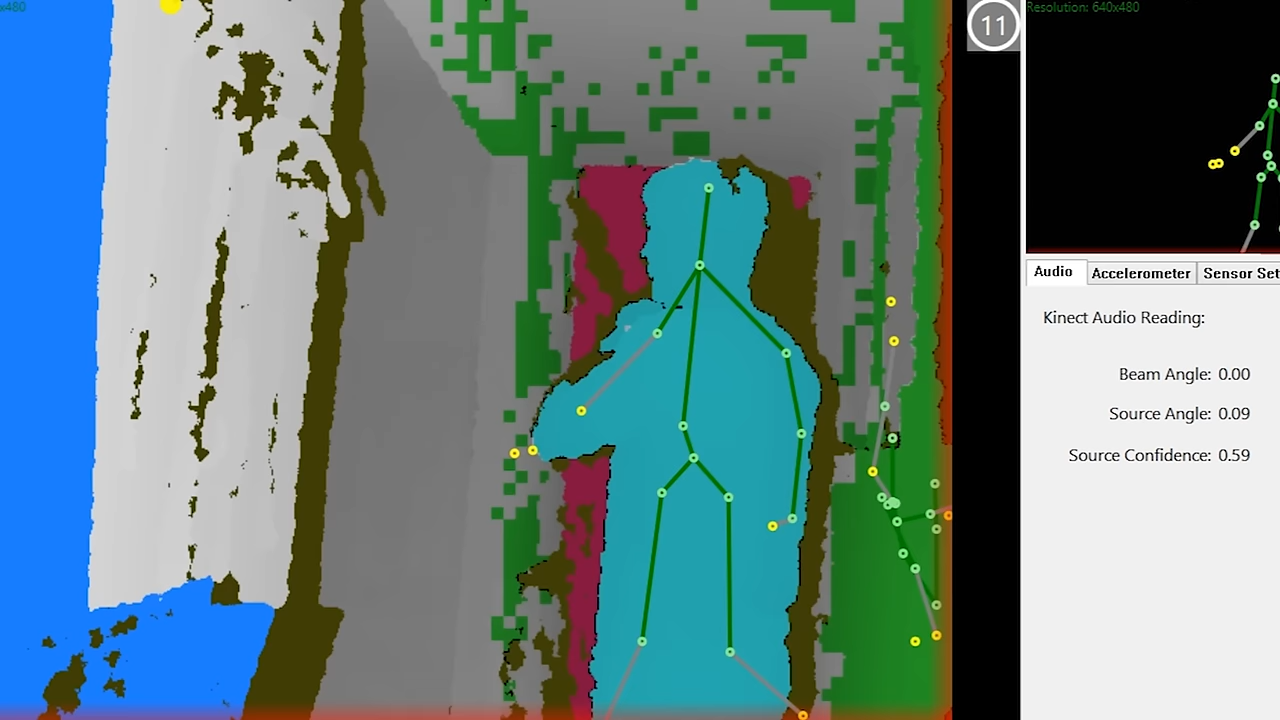 x480
11
Resolution: 640x480
Audio
Accelerometer
Sensor Set
Kinect Audio Reading:
Beam Angle: 0.00
Source Angle: 0.09
Source Confidence: 0.59